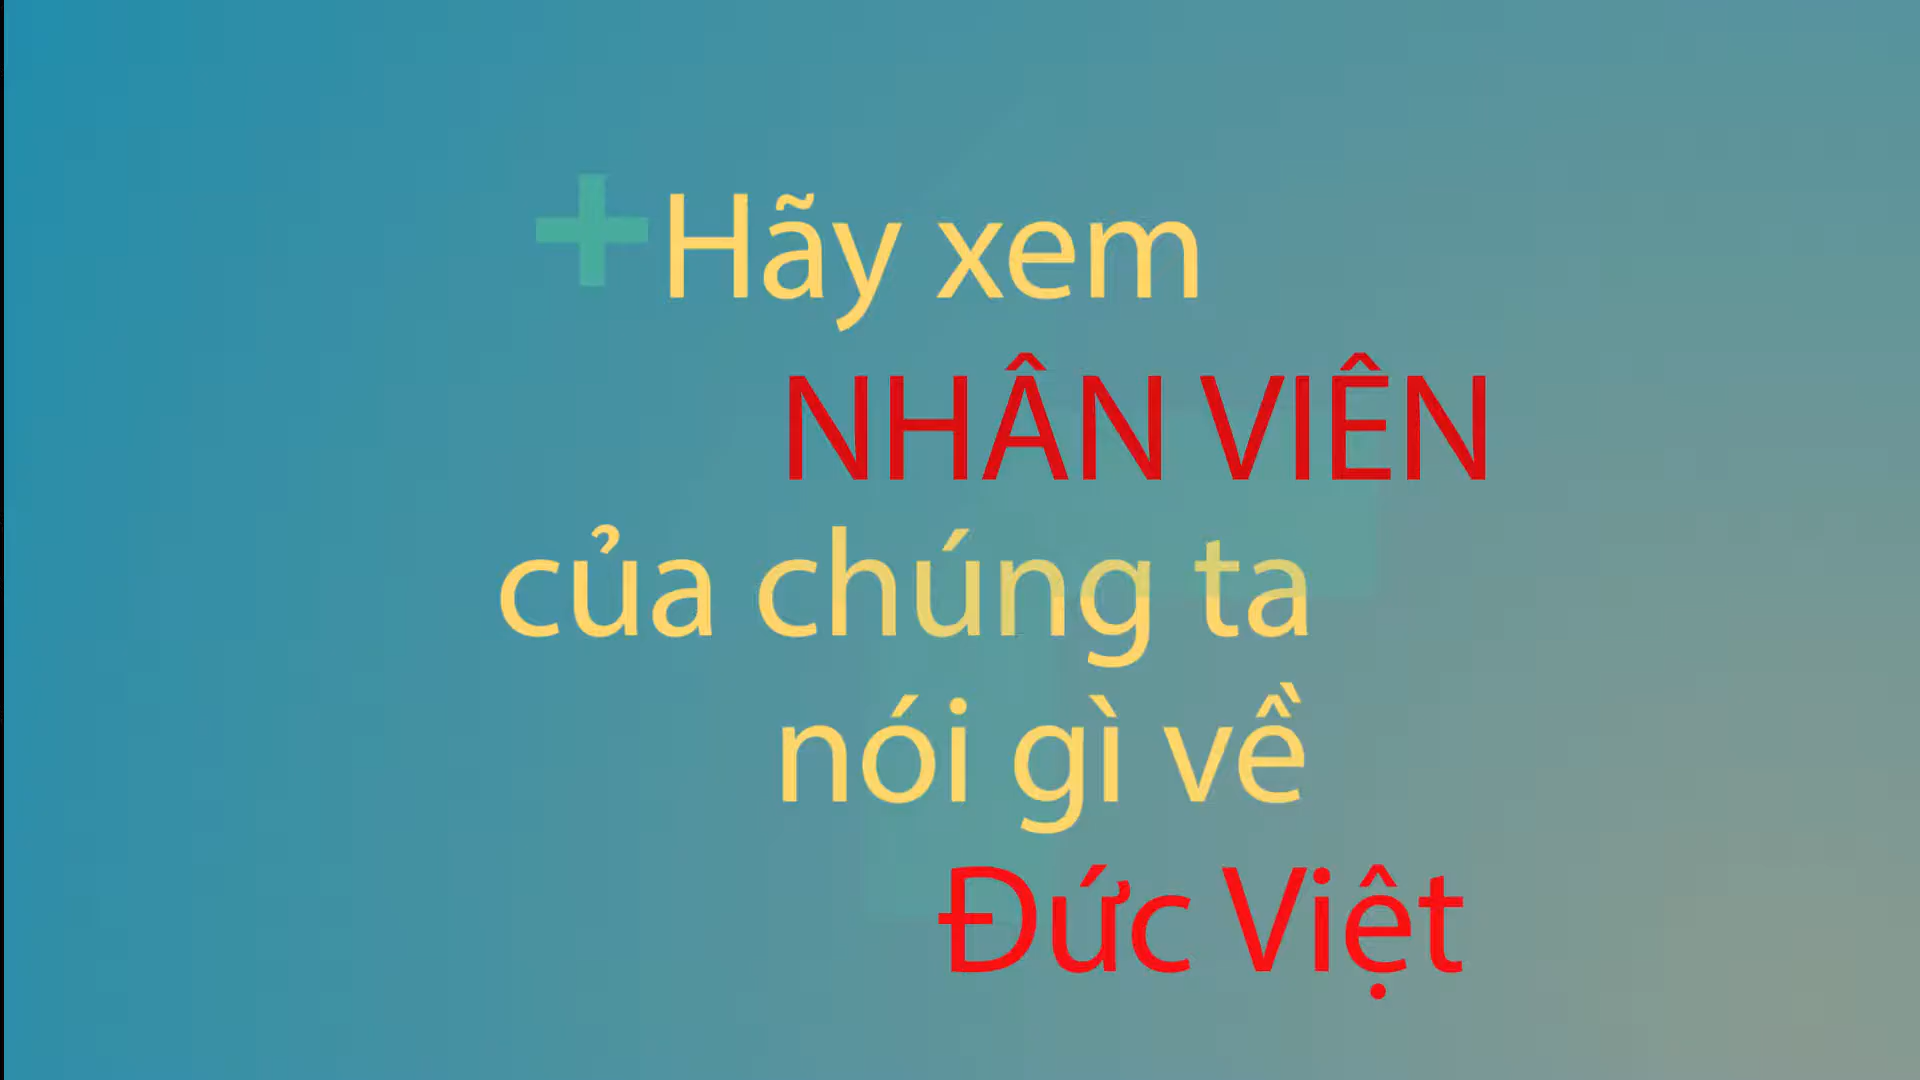 Hãy xem
NHÂN VIÊN
của chúng ta
nói gì về
Đức Việt